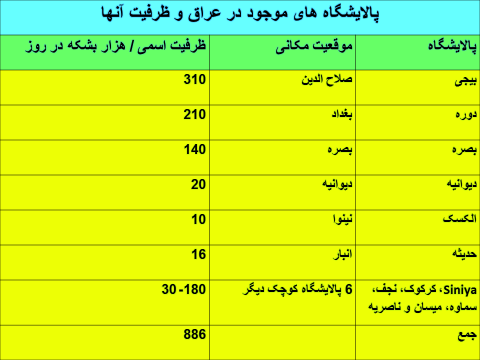 پالایشگاه های موجود در عراق و ظرفیت آنها
پالایشگاه موقعیت مکانی ظرفیت اسمی / هزار بشکه در روز
بیجی صلاح الدین 310
دوره بغداد 210
بصره بصره 140
دیوانیه دیوانیه 20
الکسک نینوا 10
حدیثه انبار 16
Siniya، کرکوک، نجف، 6 پالایشگاه کوچک دیگر 30 -180
سماوه، میسان و ناصریه
جمع 886